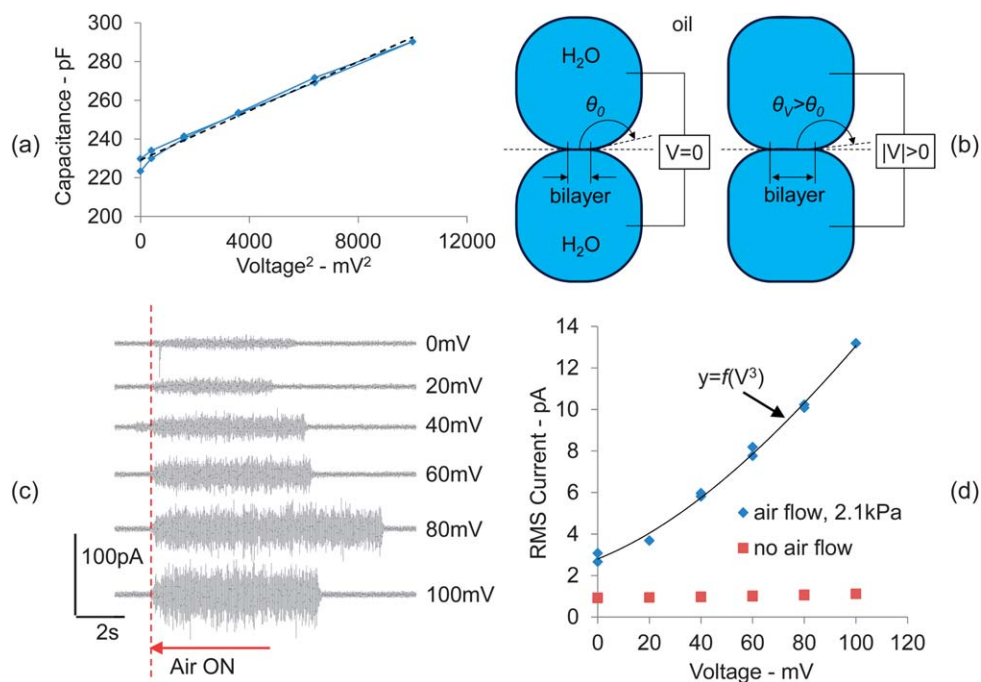 (a)
Capacitance - pF
300
280
260
240
220
200
0
4000
8000
12000
Voltage² - mV²
(b)
oil
H₂O
θ₀
V=0
bilayer
H₂O
θᵥ>θ₀
|V|>0
bilayer
(c)
0mV
20mV
40mV
60mV
80mV
100mV
100pA
2s
Air ON
(d)
RMS Current - pA
14
12
10
8
6
4
2
0
y=f(V³)
air flow, 2.1kPa
no air flow
0
20
40
60
80
100
120
Voltage - mV